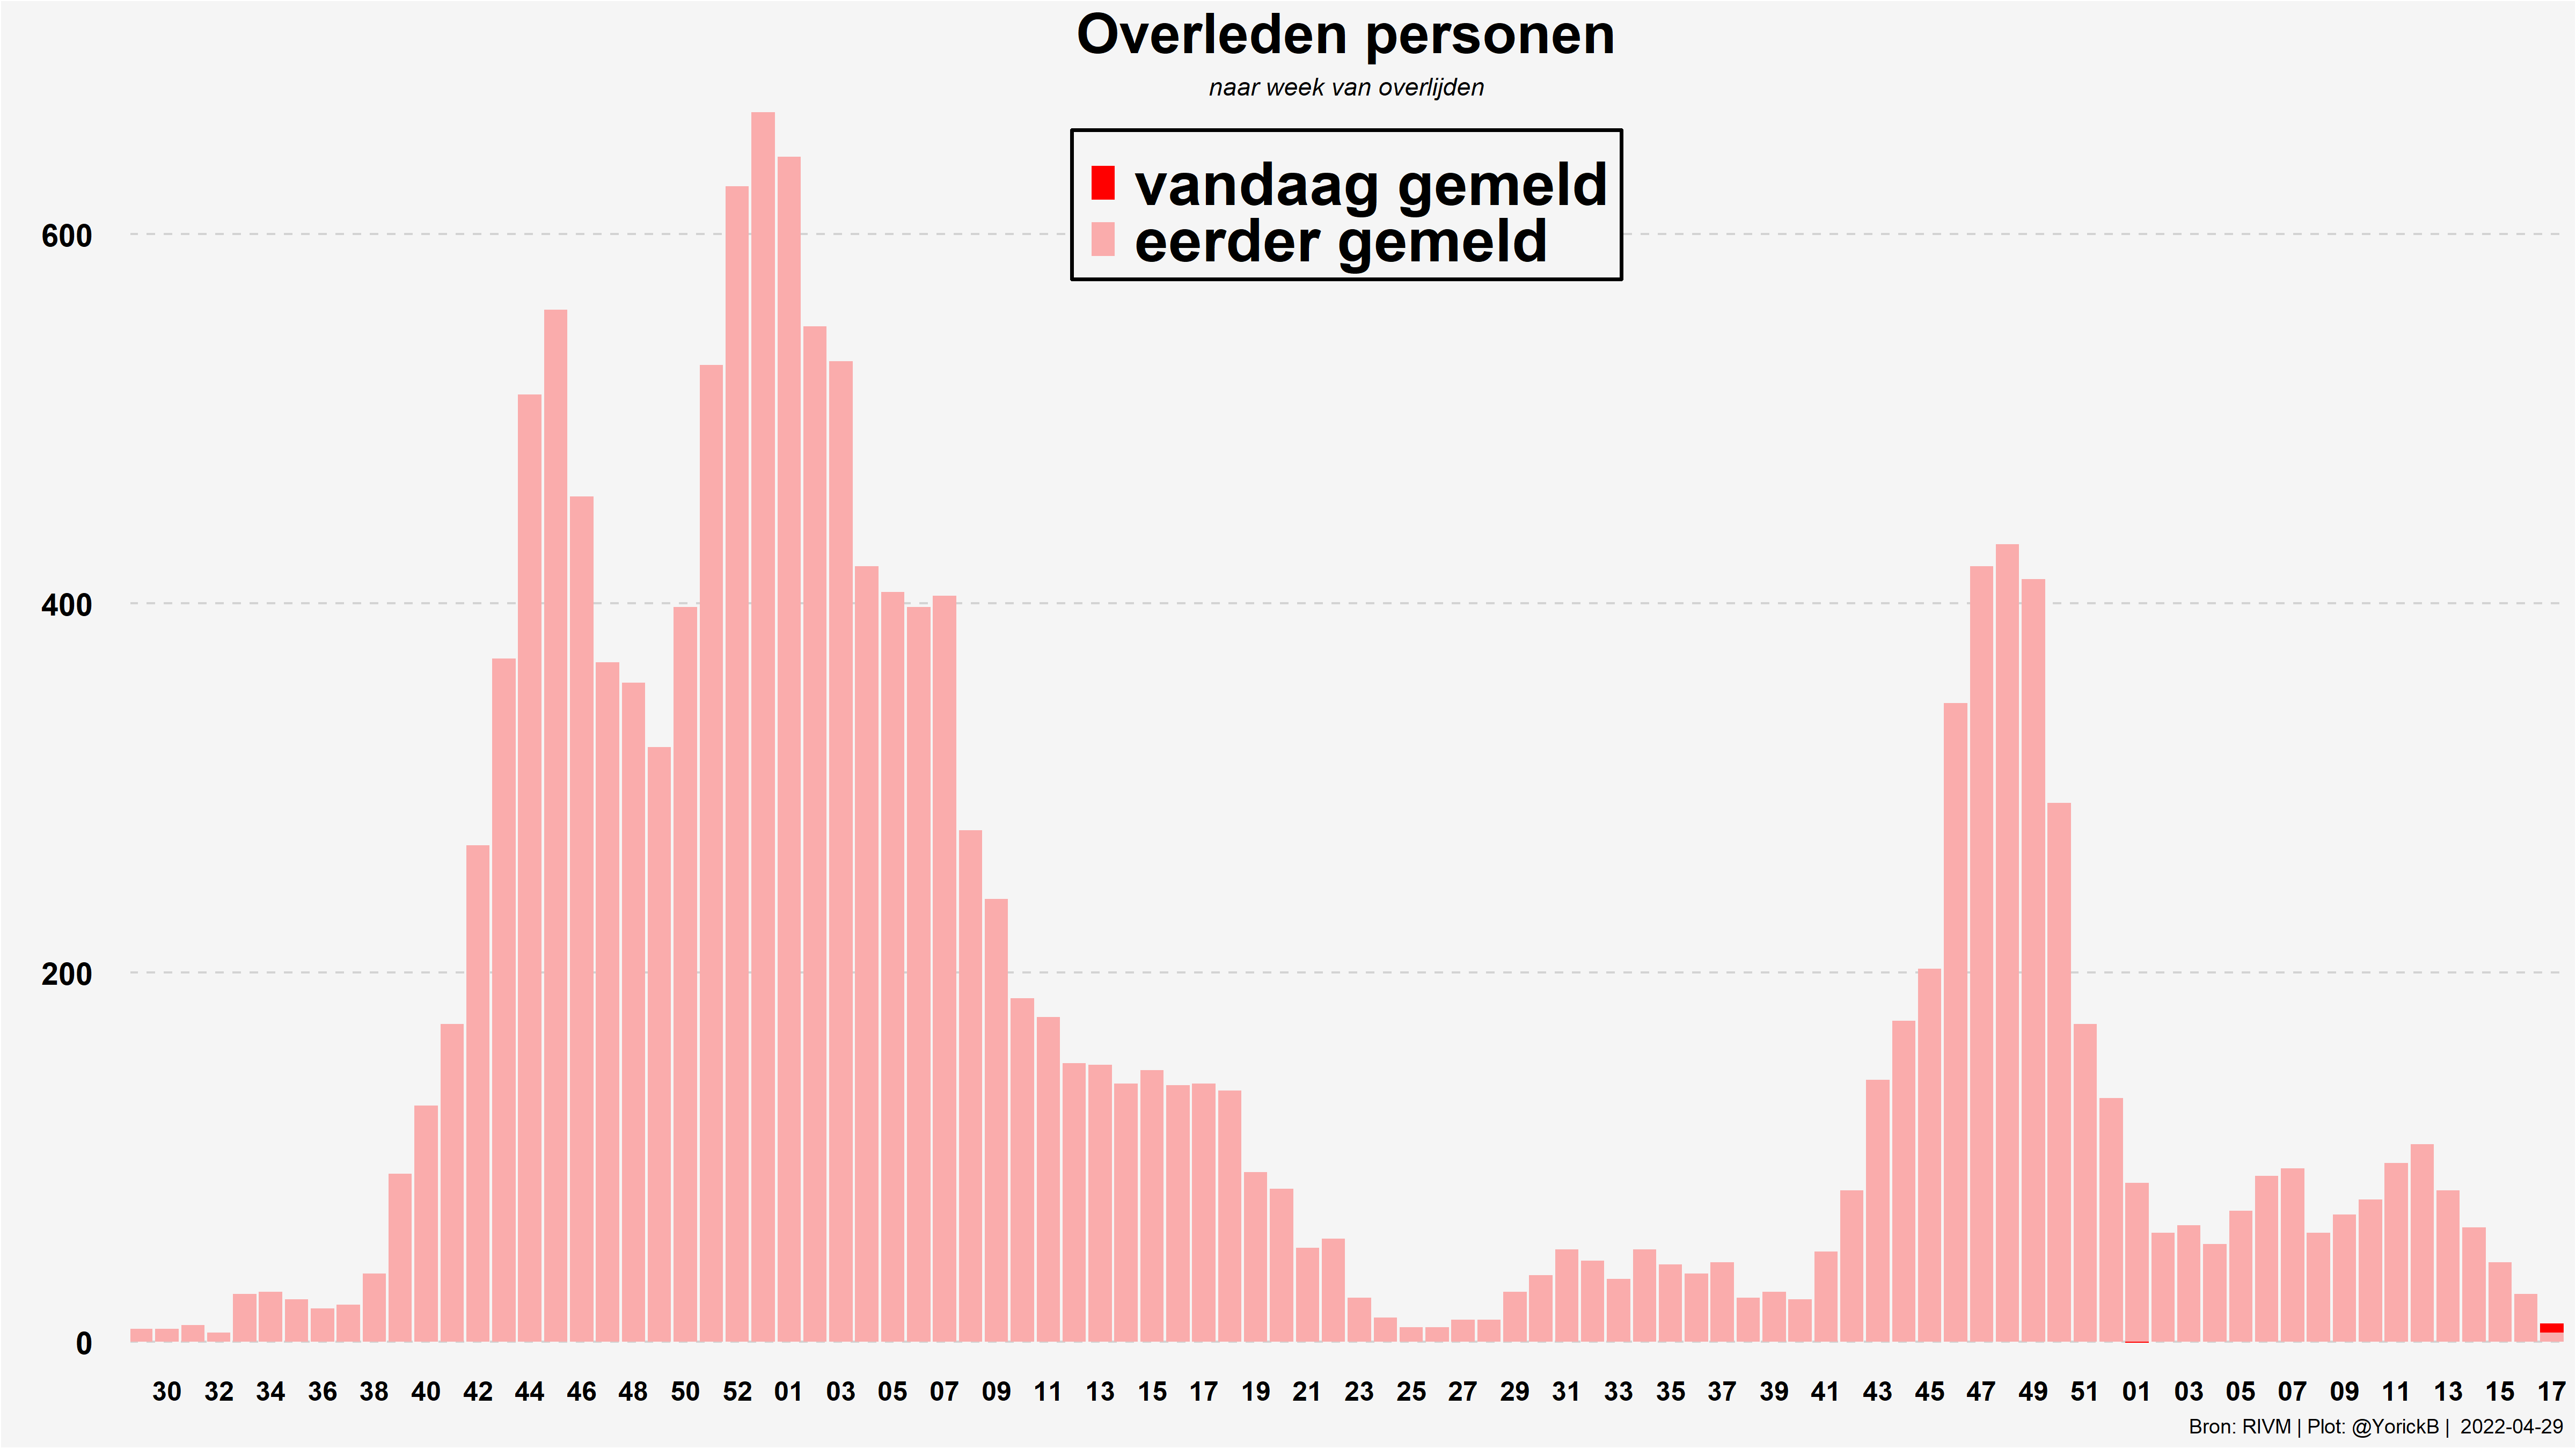 Overleden personen
naar week van overlijden
vandaag gemeld
eerder gemeld
600
400
200
0
30 32 34 36 38 40 42 44 46 48 50 52 01 03 05 07 09 11 13 15 17 19 21 23 25 27 29 31 33 35 37 39 41 43 45 47 49 51 01 03 05 07 09 11 13 15 17
Bron: RIVM | Plot: @YorickB | 2022-04-29